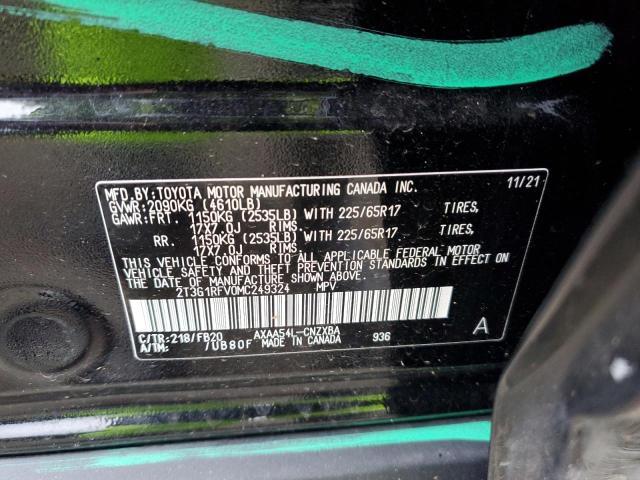 MFD.BY:TOYOTA MOTOR MANUFACTURING CANADA INC. 11/21
GVWR:2090KG (4610LB)
GAWR:FRT. 1150KG (2535LB) WITH 225/65R17 TIRES,
17X7.0J RIMS.
RR. 1150KG (2535LB) WITH 225/65R17 TIRES,
17X7.0J RIMS.
THIS VEHICLE CONFORMS TO ALL APPLICABLE FEDERAL MOTOR
VEHICLE SAFETY AND THEFT PREVENTION STANDARDS IN EFFECT
ON THE DATE OF MANUFACTURE SHOWN ABOVE.
2T3G1RFV0MC249324 MPV
C/TR:218/FB20 AXAA54L-CNZXBA 936 A
A/TM: /UB80F MADE IN CANADA